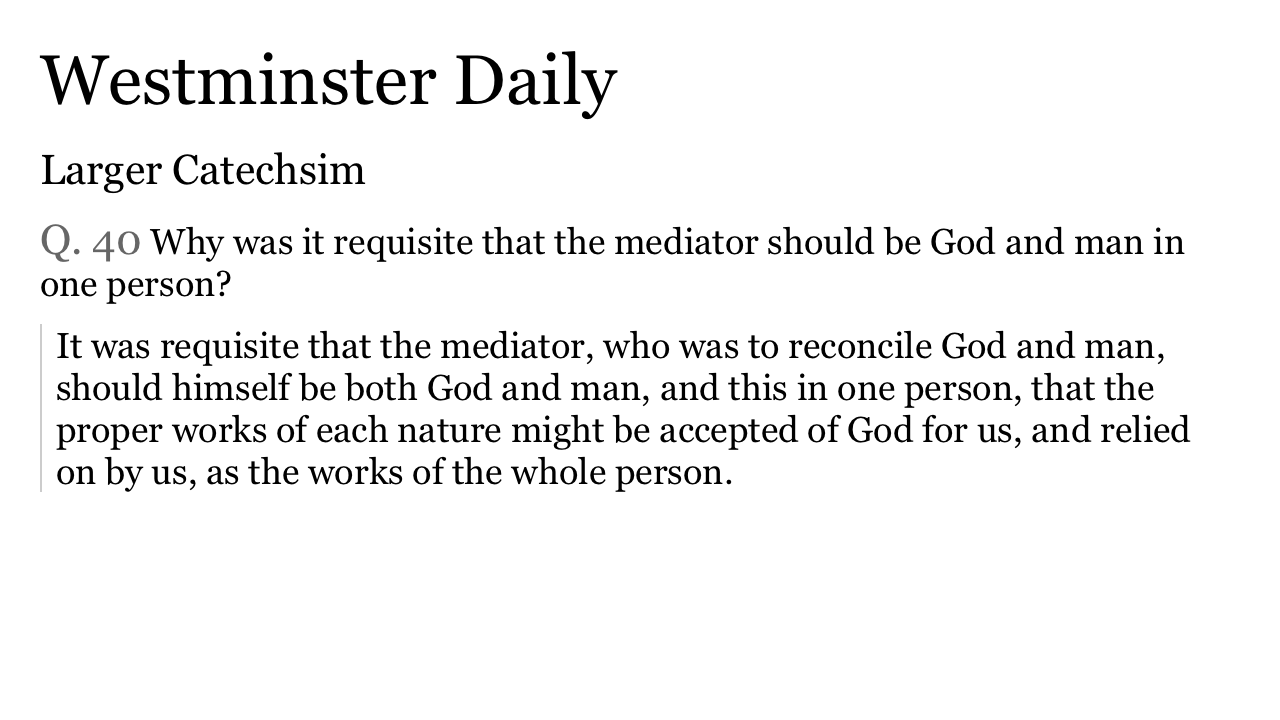 Westminster Daily
Larger Catechsim
Q. 40 Why was it requisite that the mediator should be God and man in
one person?
It was requisite that the mediator, who was to reconcile God and man,
should himself be both God and man, and this in one person, that the
proper works of each nature might be accepted of God for us, and relied
on by us, as the works of the whole person.